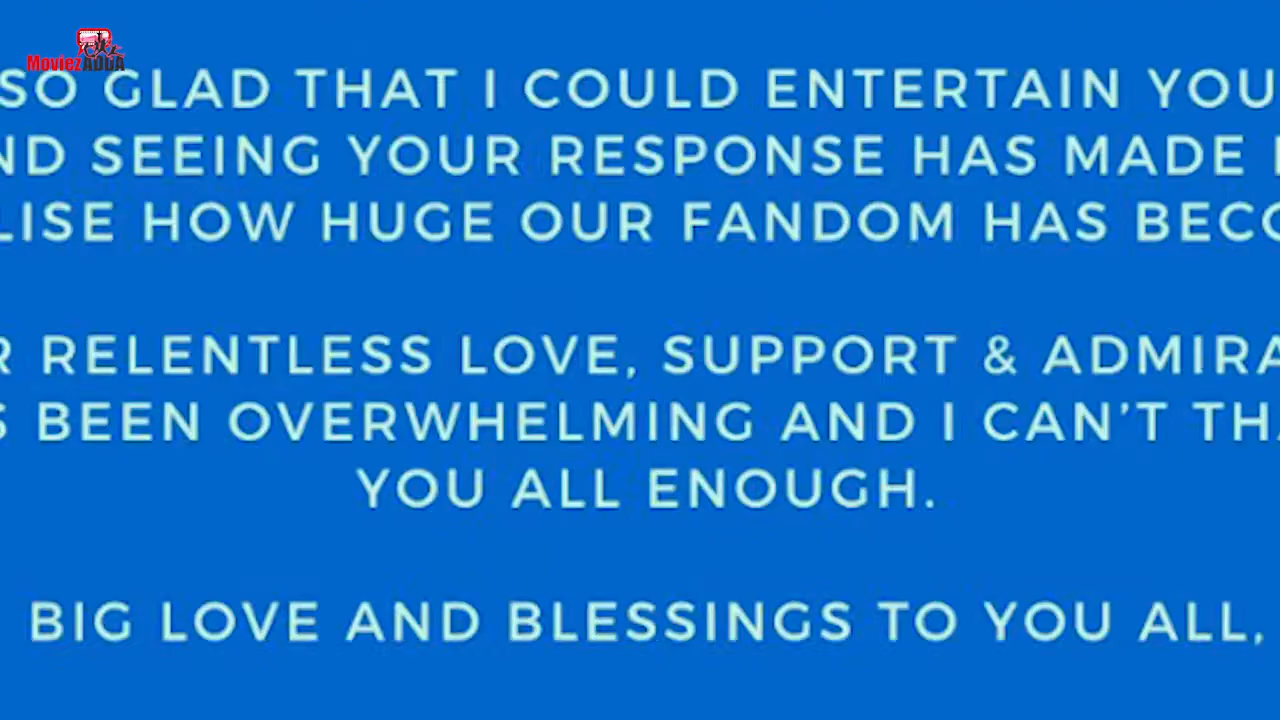 MoviezADDA
SO GLAD THAT I COULD ENTERTAIN YOU
ND SEEING YOUR RESPONSE HAS MADE
LISE HOW HUGE OUR FANDOM HAS BECO
R RELENTLESS LOVE, SUPPORT & ADMIRA
S BEEN OVERWHELMING AND I CAN'T THA
YOU ALL ENOUGH.
BIG LOVE AND BLESSINGS TO YOU ALL,